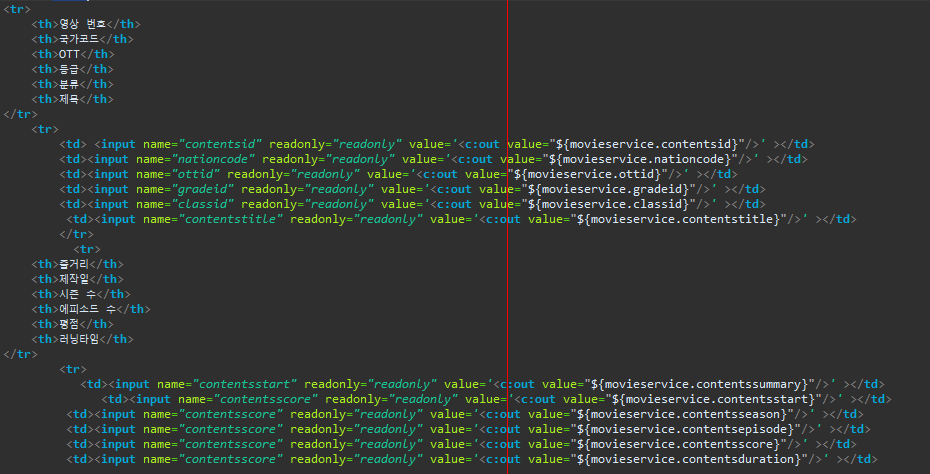 <tr>
<th>영상 번호</th>
<th>국가코드</th>
<th>OTT</th>
<th>등급</th>
<th>분류</th>
<th>제목</th>
</tr>
<tr>
<td> <input name="contentsid" readonly="readonly" value='<c:out value="${movieservice.contentsid}"/>' ></td>
<td><input name="nationcode" readonly="readonly" value='<c:out value="${movieservice.nationcode}"/>' ></td>
<td><input name="ottid" readonly="readonly" value='<c:out value="${movieservice.ottid}"/>' ></td>
<td><input name="gradeid" readonly="readonly" value='<c:out value="${movieservice.gradeid}"/>' ></td>
<td><input name="classid" readonly="readonly" value='<c:out value="${movieservice.classid}"/>' ></td>
<td><input name="contentstitle" readonly="readonly" value='<c:out value="${movieservice.contentstitle}"/>' ></td>
</tr>
<tr>
<th>줄거리</th>
<th>제작일</th>
<th>시즌 수</th>
<th>에피소드 수</th>
<th>평점</th>
<th>러닝타임</th>
</tr>
<tr>
<td><input name="contentsstart" readonly="readonly" value='<c:out value="${movieservice.contentssummary}"/>' ></td>
<td><input name="contentsscore" readonly="readonly" value='<c:out value="${movieservice.contentsstart}"/>' ></td>
<td><input name="contentsscore" readonly="readonly" value='<c:out value="${movieservice.contentsseason}"/>' ></td>
<td><input name="contentsscore" readonly="readonly" value='<c:out value="${movieservice.contentsepisode}"/>' ></td>
<td><input name="contentsscore" readonly="readonly" value='<c:out value="${movieservice.contentsscore}"/>' ></td>
<td><input name="contentsscore" readonly="readonly" value='<c:out value="${movieservice.contentsduration}"/>' ></td>